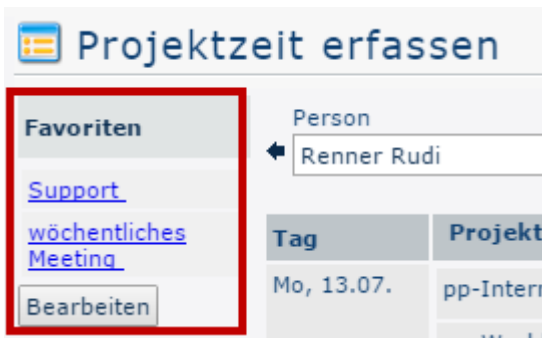 Projektzeit erfassen
Favoriten
Support
wöchentliches
Meeting
Bearbeiten
Person
Renner Rudi
Tag
Projekt
Mo, 13.07.
pp-Intern